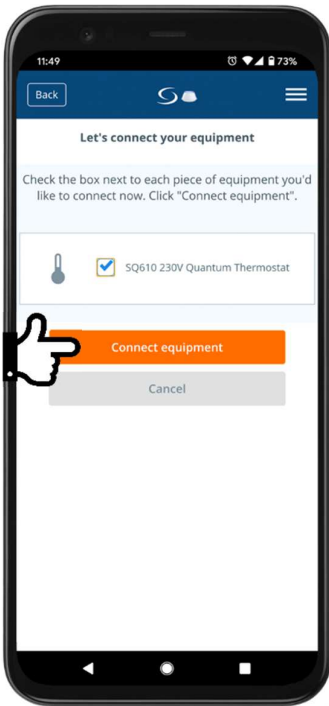 11:49
73%
Back
Let's connect your equipment
Check the box next to each piece of equipment you'd
like to connect now. Click "Connect equipment".
SQ610 230V Quantum Thermostat
Connect equipment
Cancel